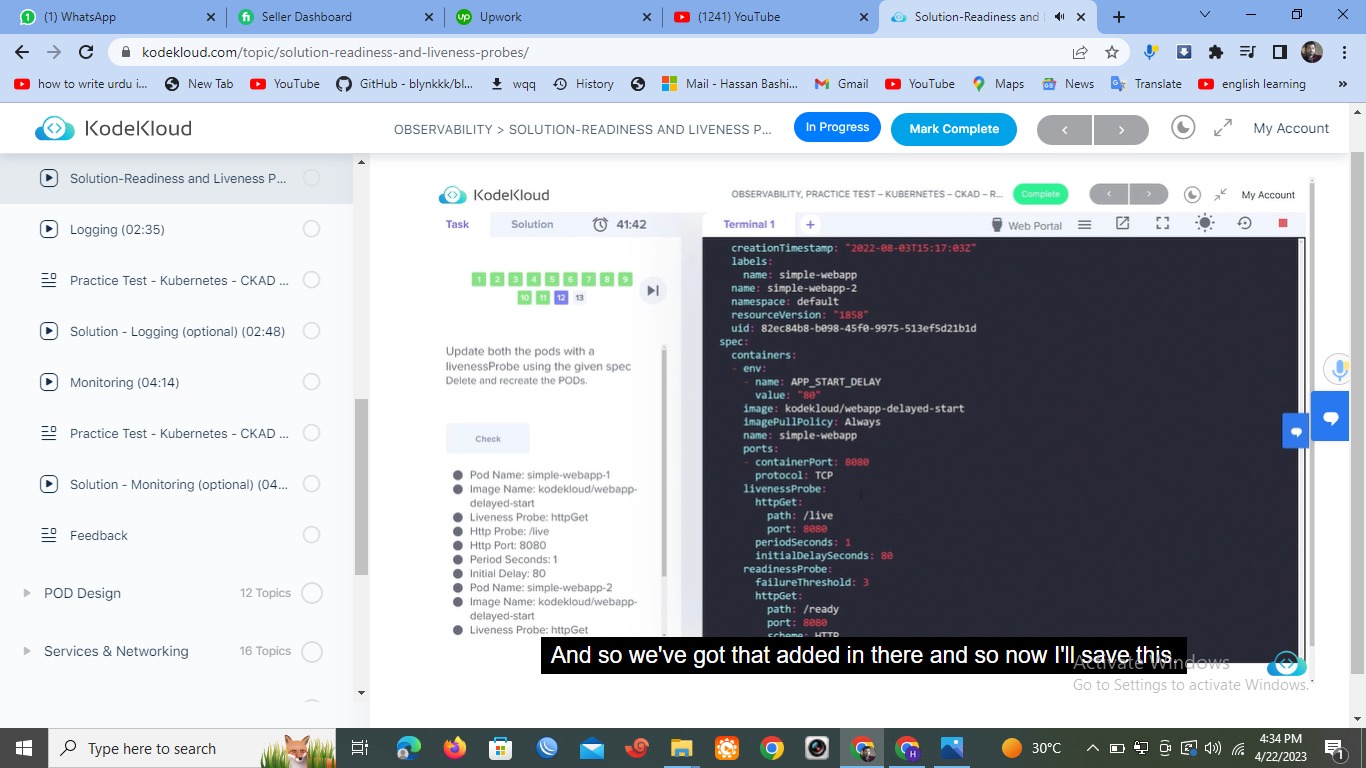 (1) WhatsApp
Seller Dashboard
Upwork
(1241) YouTube
Solution-Readiness and
kodekloud.com/topic/solution-readiness-and-liveness-probes/
how to write urdu i...
New Tab
YouTube
GitHub - blynkkk/bl...
wqq
History
Mail - Hassan Bashi...
Gmail
YouTube
Maps
News
Translate
english learning
»
KodeKloud
OBSERVABILITY > SOLUTION-READINESS AND LIVENESS P...
In Progress
Mark Complete
<
>
My Account
Solution-Readiness and Liveness P...
Logging (02:35)
Practice Test - Kubernetes - CKAD ...
Solution - Logging (optional) (02:48)
Monitoring (04:14)
Practice Test - Kubernetes - CKAD ...
Solution - Monitoring (optional) (04...
Feedback
POD Design
12 Topics
Services & Networking
16 Topics
KodeKloud
OBSERVABILITY, PRACTICE TEST – KUBERNETES – CKAD – R...
Complete
<
>
My Account
Task
Solution
41:42
Terminal 1
+
Web Portal
1 2 3 4 5 6 7 8 9
10 11 12 13
Update both the pods with a
livenessProbe using the given spec
Delete and recreate the PODs.
Check
Pod Name: simple-webapp-1
Image Name: kodekloud/webapp-
delayed-start
Liveness Probe: httpGet
Http Probe: /live
Http Port: 8080
Period Seconds: 1
Initial Delay: 80
Pod Name: simple-webapp-2
Image Name: kodekloud/webapp-
delayed-start
Liveness Probe: httpGet
creationTimestamp: "2022-08-03T15:17:03Z"
labels:
name: simple-webapp
name: simple-webapp-2
namespace: default
resourceVersion: "1858"
uid: 82ec84b8-b098-45f0-9975-513ef5d21b1d
spec:
containers:
- env:
- name: APP_START_DELAY
value: "80"
image: kodekloud/webapp-delayed-start
imagePullPolicy: Always
name: simple-webapp
ports:
- containerPort: 8080
protocol: TCP
livenessProbe:
httpGet:
path: /live
port: 8080
periodSeconds: 1
initialDelaySeconds: 80
readinessProbe:
failureThreshold: 3
httpGet:
path: /ready
port: 8080
scheme: HTTP
And so we've got that added in there and so now I'll save this.
Activate Windows
Go to Settings to activate Windows.
Type here to search
30°C
4:34 PM
4/22/2023
1